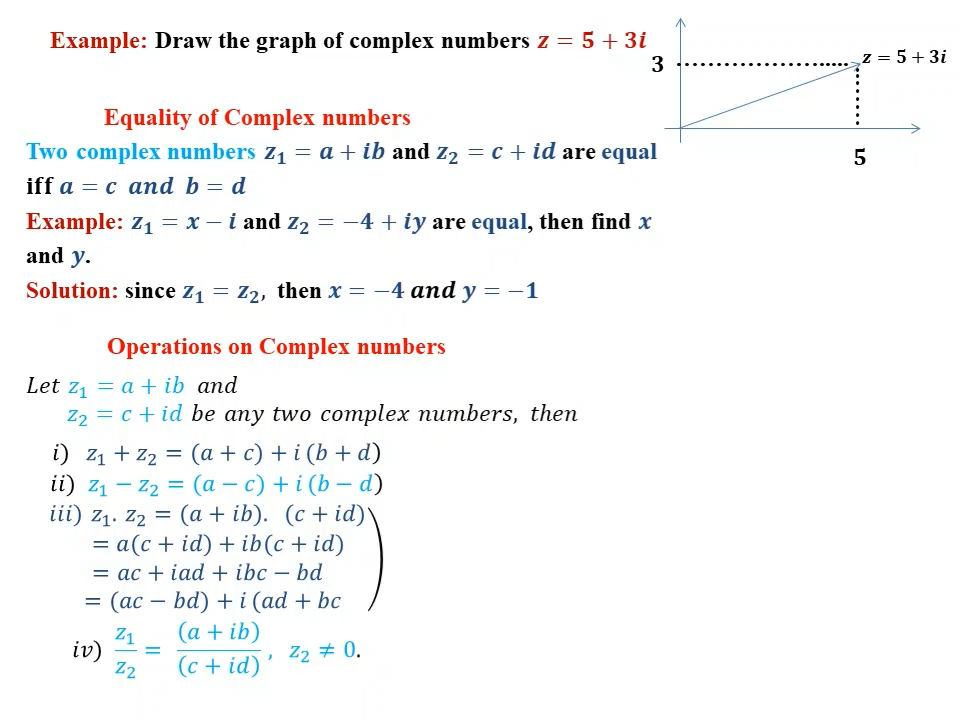 Example: Draw the graph of complex numbers z = 5 + 3i
3 ...................... z = 5 + 3i
5
Equality of Complex numbers
Two complex numbers z₁ = a + ib and z₂ = c + id are equal
iff a = c and b = d
Example: z₁ = x − i and z₂ = −4 + iy are equal, then find x
and y.
Solution: since z₁ = z₂, then x = −4 and y = −1
Operations on Complex numbers
Let z₁ = a + ib and
z₂ = c + id be any two complex numbers, then
i) z₁ + z₂ = (a + c) + i (b + d)
ii) z₁ − z₂ = (a − c) + i (b − d)
iii) z₁. z₂ = (a + ib). (c + id)
= a(c + id) + ib(c + id)
= ac + iad + ibc − bd
= (ac − bd) + i (ad + bc)
iv) z₁/z₂ = (a + ib)/(c + id) , z₂ ≠ 0.